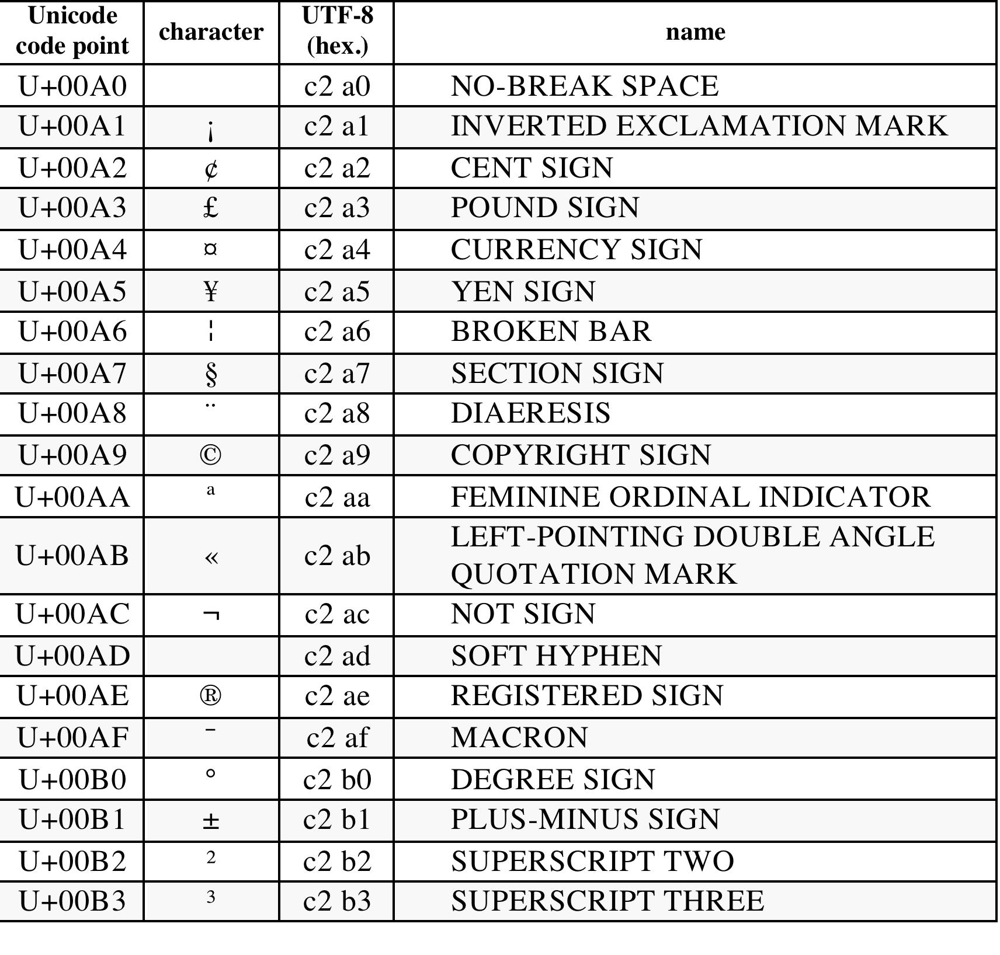 Unicode code point character UTF-8 (hex.) name
U+00A0 c2 a0 NO-BREAK SPACE
U+00A1 ¡ c2 a1 INVERTED EXCLAMATION MARK
U+00A2 ¢ c2 a2 CENT SIGN
U+00A3 £ c2 a3 POUND SIGN
U+00A4 ¤ c2 a4 CURRENCY SIGN
U+00A5 ¥ c2 a5 YEN SIGN
U+00A6 ¦ c2 a6 BROKEN BAR
U+00A7 § c2 a7 SECTION SIGN
U+00A8 ¨ c2 a8 DIAERESIS
U+00A9 © c2 a9 COPYRIGHT SIGN
U+00AA ª c2 aa FEMININE ORDINAL INDICATOR
U+00AB « c2 ab LEFT-POINTING DOUBLE ANGLE
QUOTATION MARK
U+00AC ¬ c2 ac NOT SIGN
U+00AD c2 ad SOFT HYPHEN
U+00AE ® c2 ae REGISTERED SIGN
U+00AF ¯ c2 af MACRON
U+00B0 ° c2 b0 DEGREE SIGN
U+00B1 ± c2 b1 PLUS-MINUS SIGN
U+00B2 ² c2 b2 SUPERSCRIPT TWO
U+00B3 ³ c2 b3 SUPERSCRIPT THREE